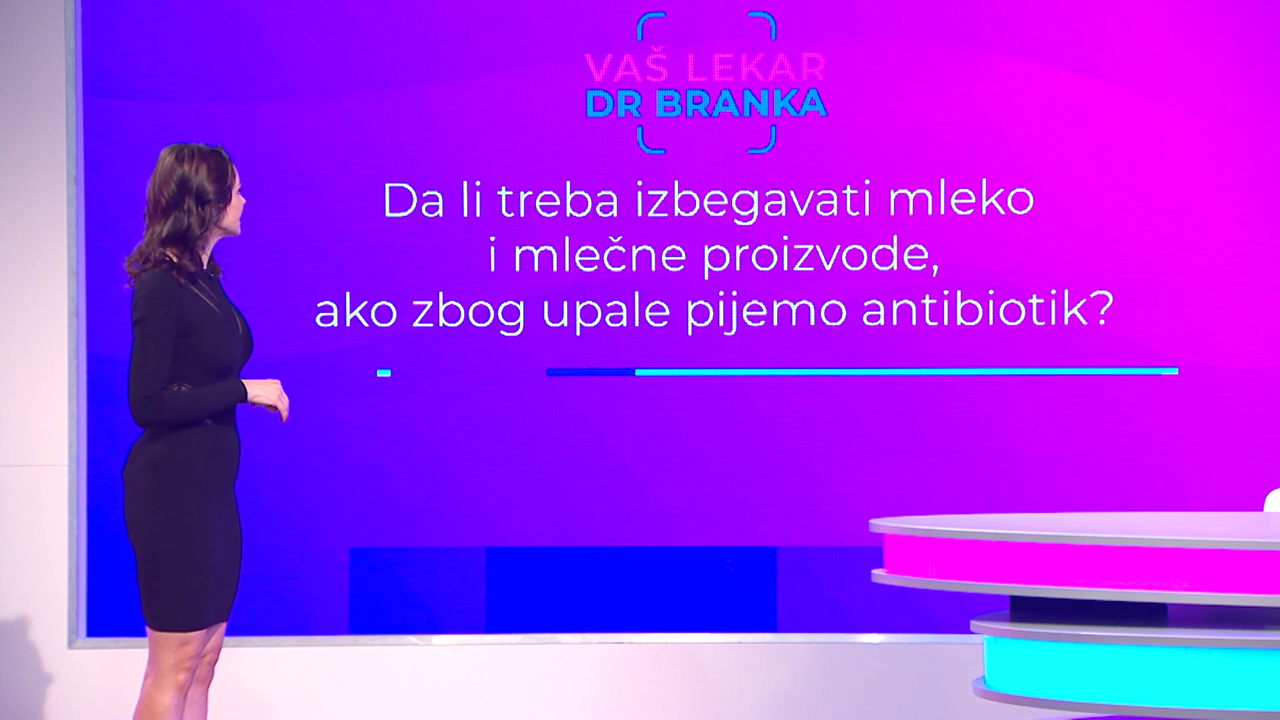 VAŠ LEKAR
DR BRANKA
Da li treba izbegavati mleko
i mlečne proizvode,
ako zbog upale pijemo antibiotik?